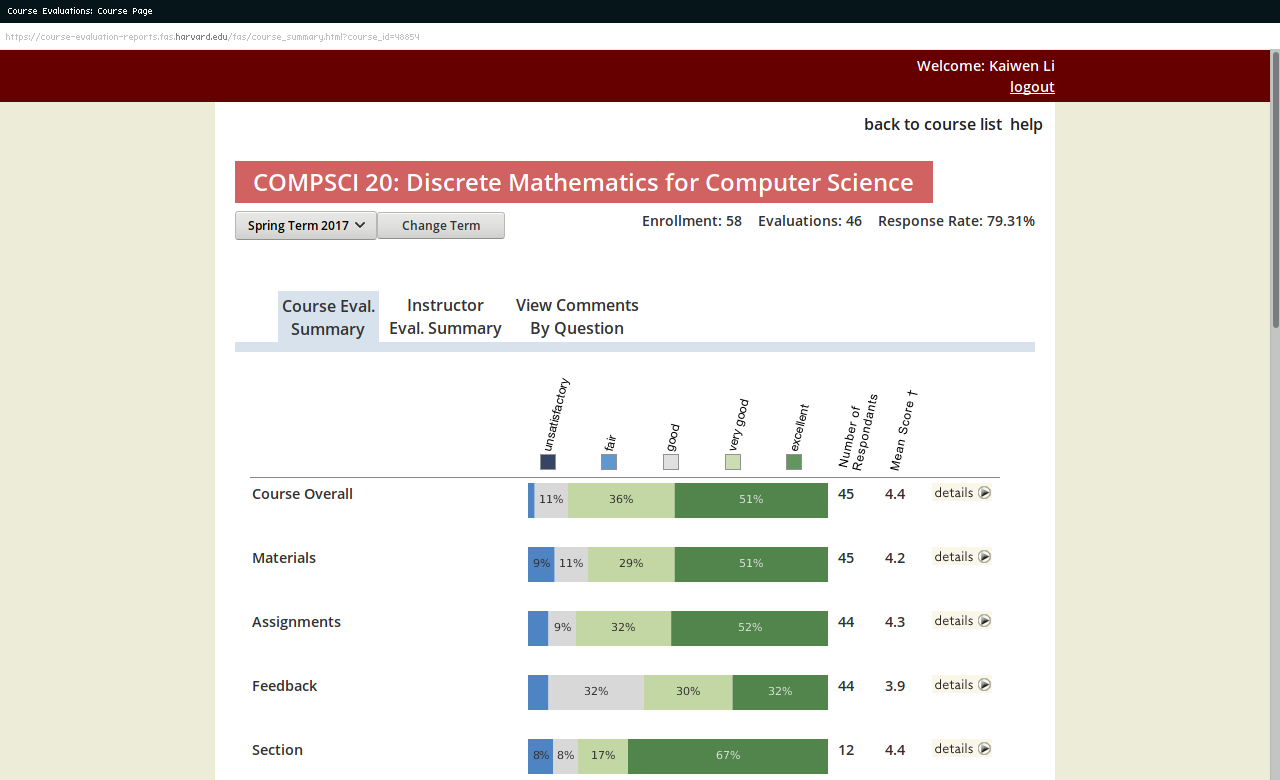 Course Evaluations: Course Page
https://course-evaluation-reports.fas.harvard.edu/fas/course_summary.html?course_id=48854
Welcome: Kaiwen Li
logout
back to course list help
COMPSCI 20: Discrete Mathematics for Computer Science
Spring Term 2017 Change Term Enrollment: 58 Evaluations: 46 Response Rate: 79.31%
Course Eval. Summary
Instructor Eval. Summary
View Comments By Question
unsatisfactory fair good very good excellent Number of Respondants Mean Score †
Course Overall 11% 36% 51% 45 4.4 details
Materials 9% 11% 29% 51% 45 4.2 details
Assignments 9% 32% 52% 44 4.3 details
Feedback 32% 30% 32% 44 3.9 details
Section 8% 8% 17% 67% 12 4.4 details